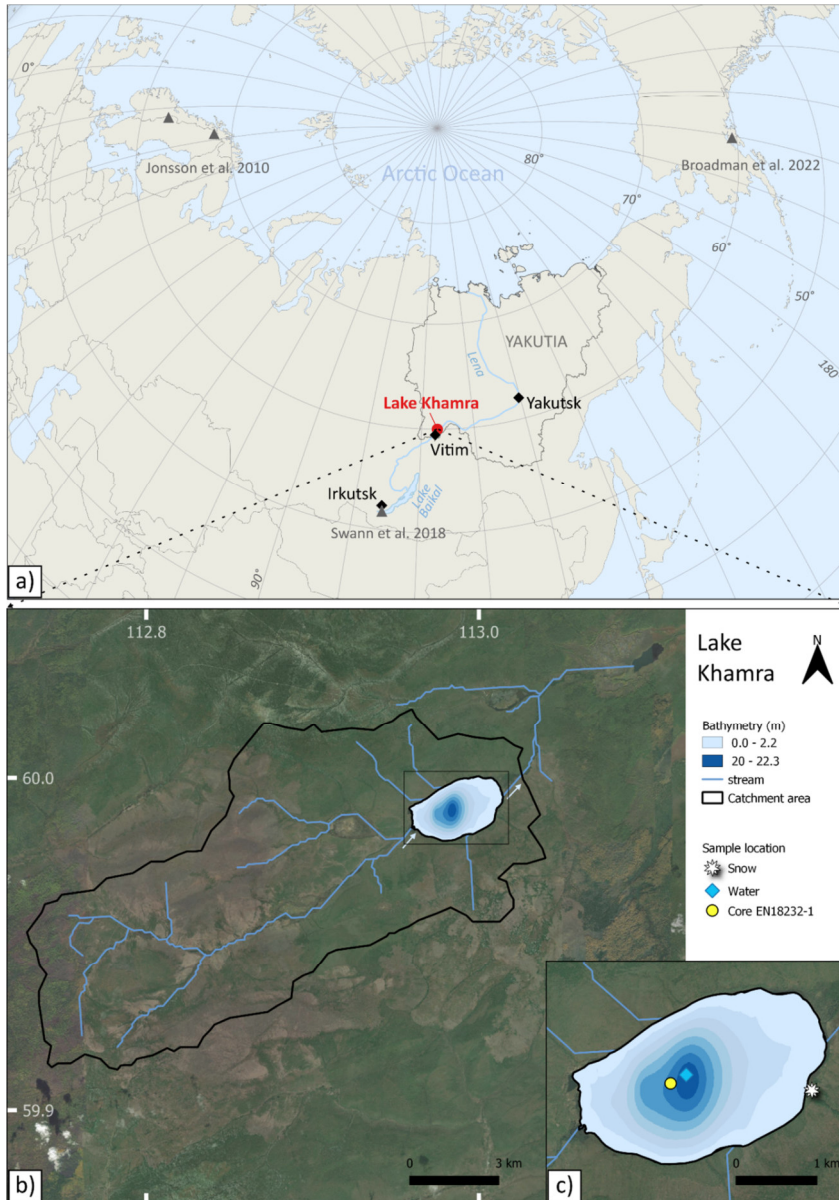 0°
Jonsson et al. 2010
Arctic Ocean
80°
Broadman et al. 2022
70°
60°
50°
180°
YAKUTIA
Lena
Lake Khamra
Yakutsk
Vitim
Irkutsk
Lake
Baikal
Swann et al. 2018
90°
a)
112.8
113.0
60.0
59.9
Lake
Khamra
N
Bathymetry (m)
0.0 - 2.2
20 - 22.3
stream
Catchment area
Sample location
Snow
Water
Core EN18232-1
b)
0
3 km
c)
0
1 km